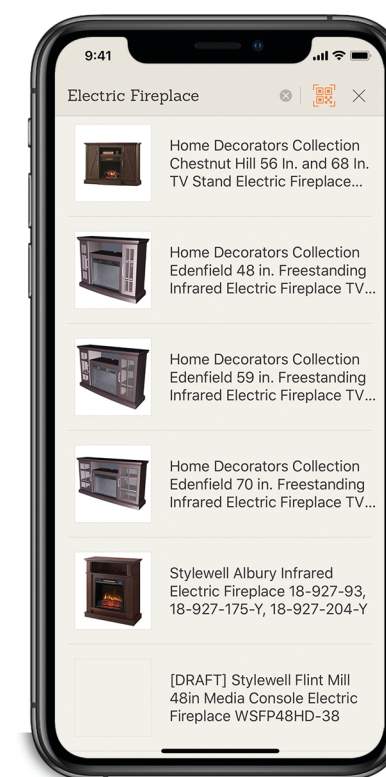 9:41
Electric Fireplace
Home Decorators Collection
Chestnut Hill 56 In. and 68 In.
TV Stand Electric Fireplace...
Home Decorators Collection
Edenfield 48 in. Freestanding
Infrared Electric Fireplace TV...
Home Decorators Collection
Edenfield 59 in. Freestanding
Infrared Electric Fireplace TV...
Home Decorators Collection
Edenfield 70 in. Freestanding
Infrared Electric Fireplace TV...
Stylewell Albury Infrared
Electric Fireplace 18-927-93,
18-927-175-Y, 18-927-204-Y
[DRAFT] Stylewell Flint Mill
48in Media Console Electric
Fireplace WSFP48HD-38